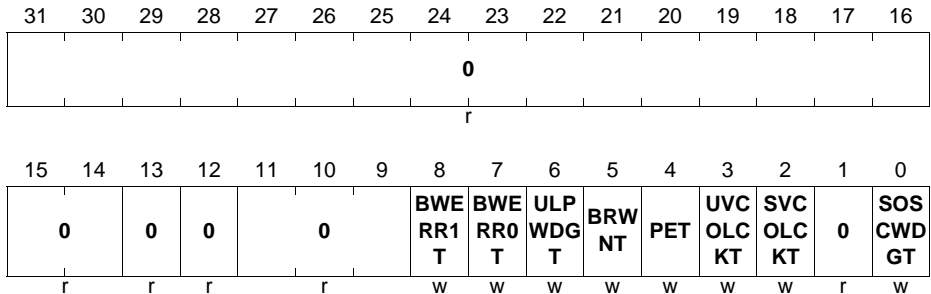 31 30 29 28 27 26 25 24 23 22 21 20 19 18 17 16
0
r
15 14 13 12 11 10 9 8 7 6 5 4 3 2 1 0
0 0 0 0 BWE RR1 T BWE RR0 T ULP WDG T BRW NT PET UVC OLC KT SVC OLC KT 0 SOS CWD GT
r r r r w w w w w w w r w